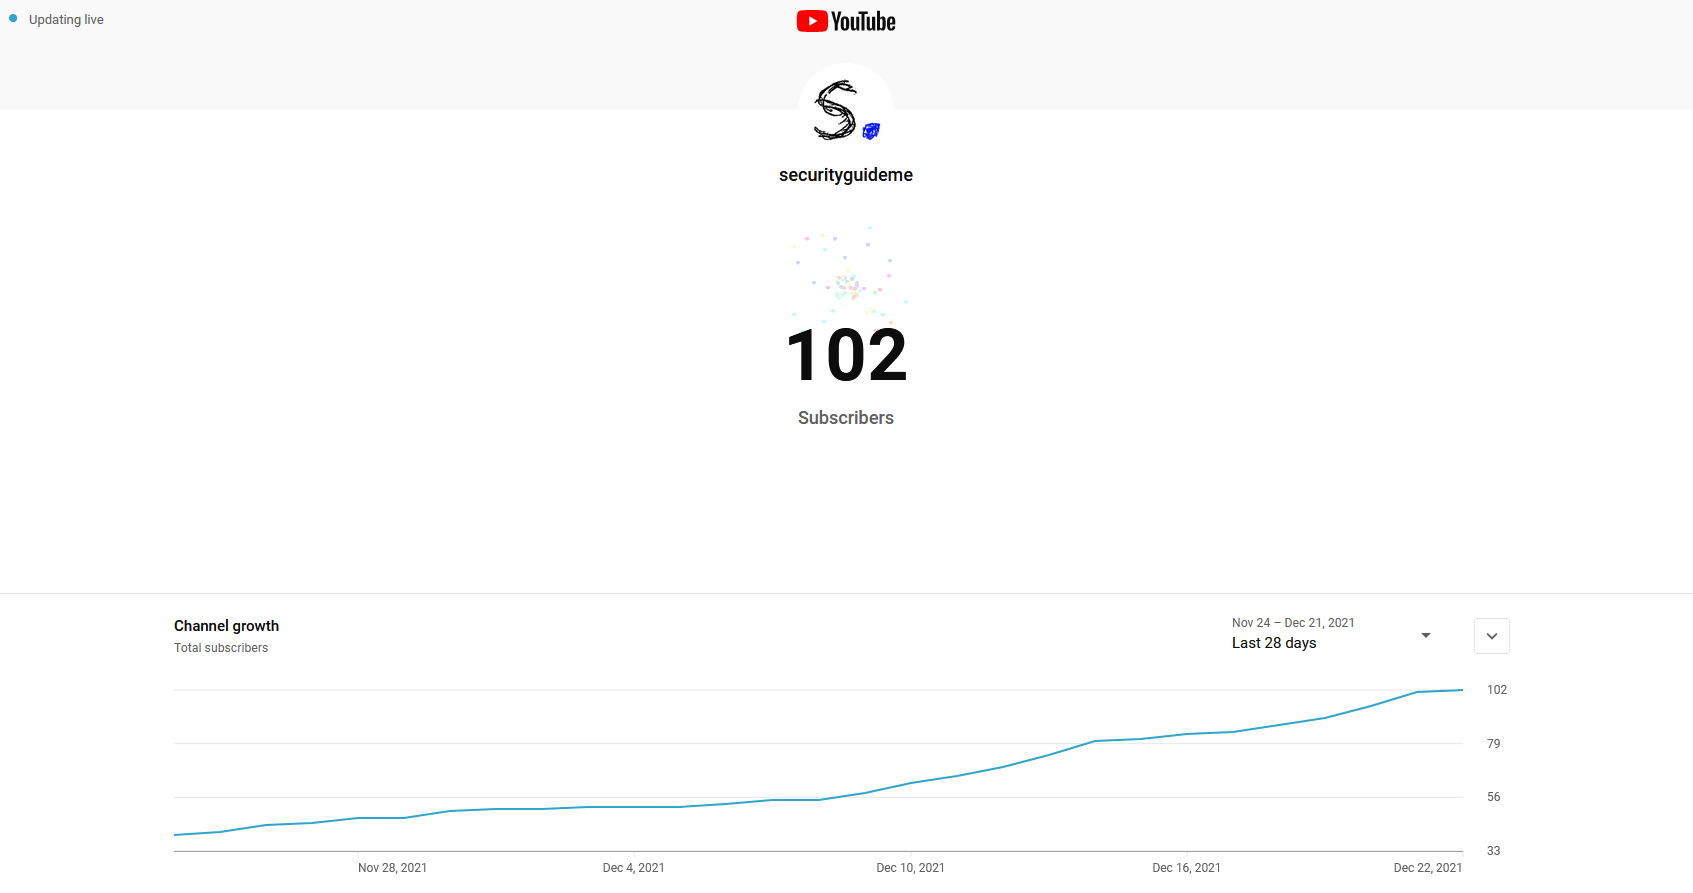 Updating live
YouTube
S.
securityguideme
102
Subscribers
Channel growth
Total subscribers
Nov 24 – Dec 21, 2021
Last 28 days
102
79
56
33
Nov 28, 2021
Dec 4, 2021
Dec 10, 2021
Dec 16, 2021
Dec 22, 2021